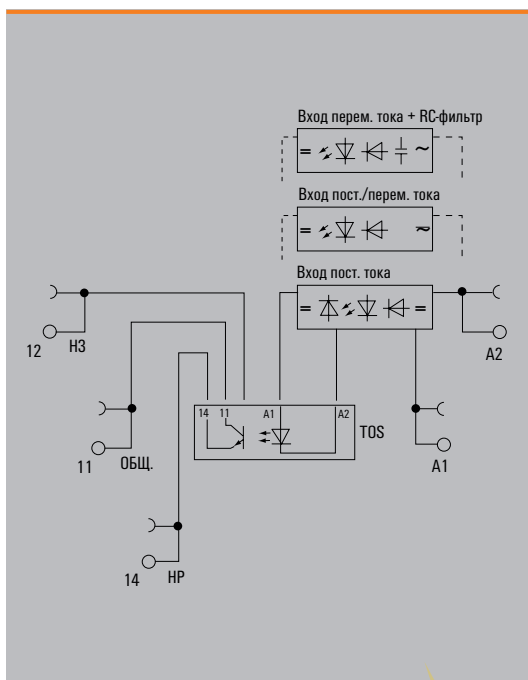 Вход перем. тока + RC-фильтр
= ~
Вход пост./перем. тока
=
Вход пост. тока
= =
12 НЗ
A2
14 11 A1 A2
TOS
11 ОБЩ.
A1
14 НР